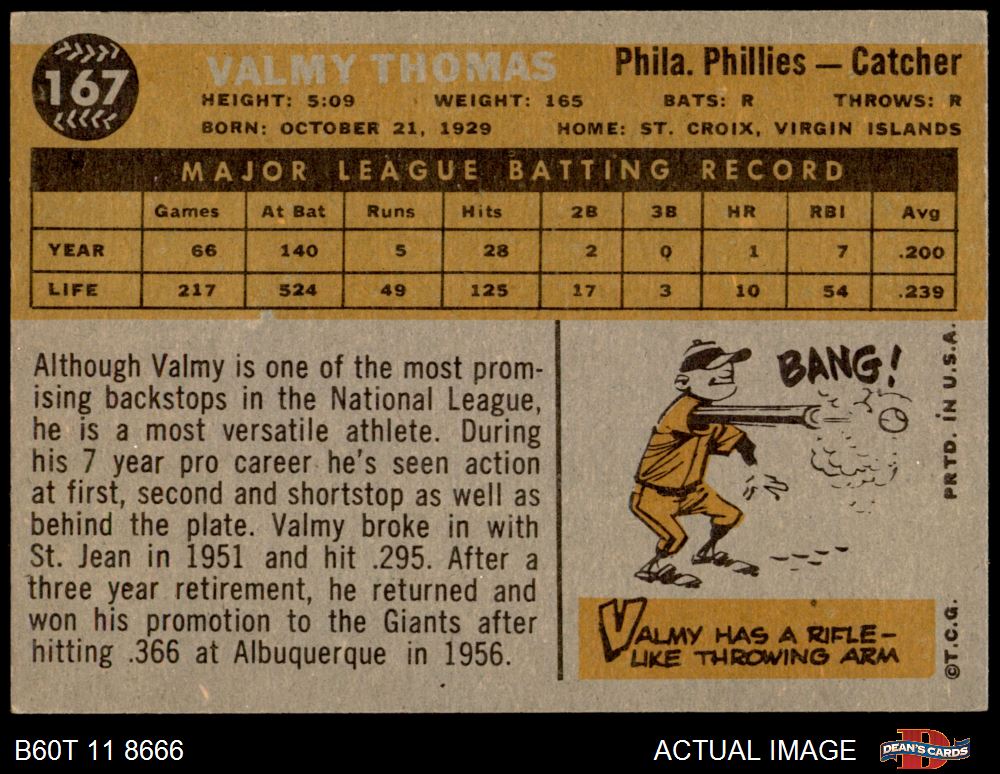 167
VALMY THOMAS
Phila. Phillies — Catcher
HEIGHT: 5:09 WEIGHT: 165 BATS: R THROWS: R
BORN: OCTOBER 21, 1929 HOME: ST. CROIX, VIRGIN ISLANDS
MAJOR LEAGUE BATTING RECORD
Games At Bat Runs Hits 2B 3B HR RBI Avg
YEAR 66 140 5 28 2 0 1 7 .200
LIFE 217 524 49 125 17 3 10 54 .239
Although Valmy is one of the most prom-
ising backstops in the National League,
he is a most versatile athlete. During
his 7 year pro career he's seen action
at first, second and shortstop as well as
behind the plate. Valmy broke in with
St. Jean in 1951 and hit .295. After a
three year retirement, he returned and
won his promotion to the Giants after
hitting .366 at Albuquerque in 1956.
BANG!
VALMY HAS A RIFLE-
LIKE THROWING ARM
©T.C.G. PRTD. IN U.S.A.
B60T 11 8666
ACTUAL IMAGE
DEAN'S CARDS